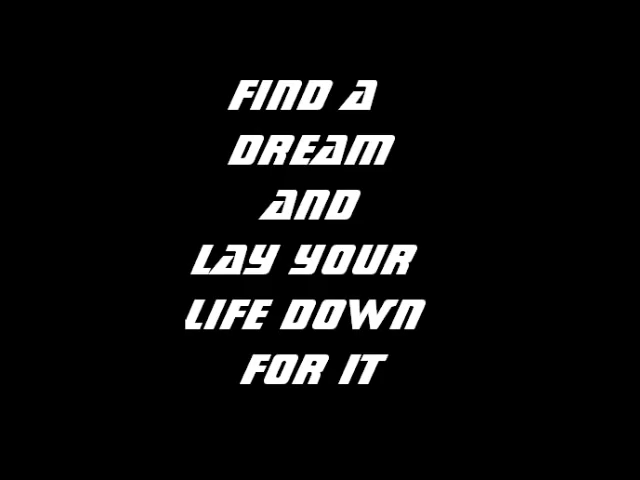 FIND A
DREAM
AND
LAY YOUR
LIFE DOWN
FOR IT